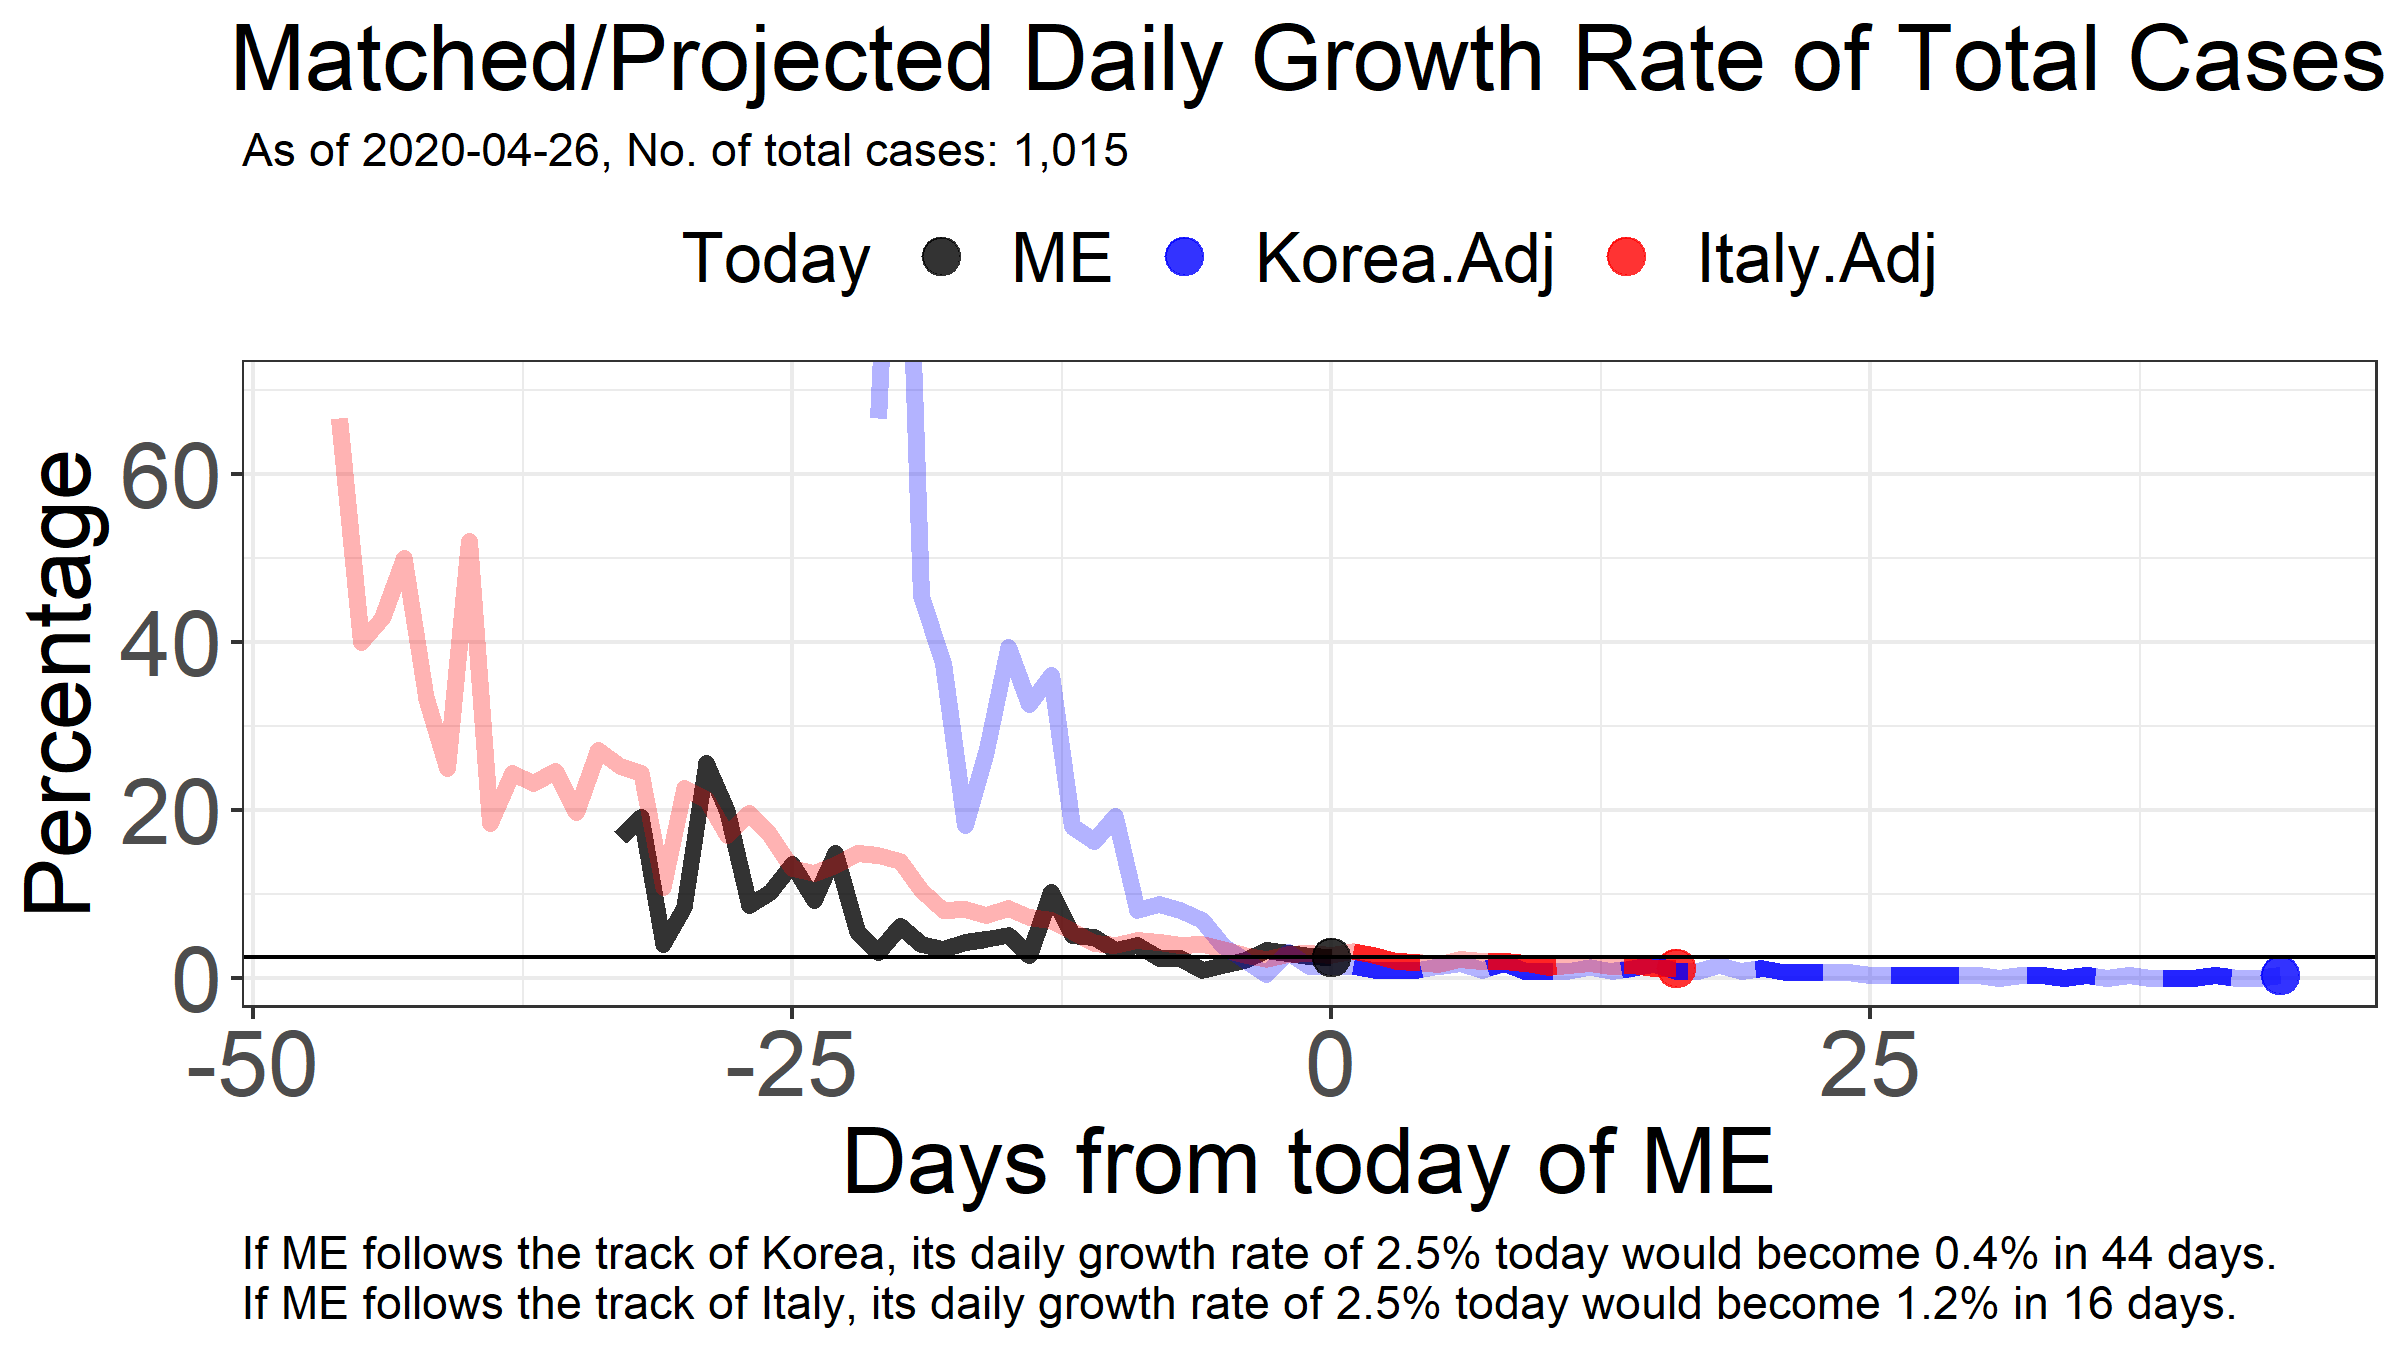 Matched/Projected Daily Growth Rate of Total Cases
As of 2020-04-26, No. of total cases: 1,015
Today ME Korea.Adj Italy.Adj
Percentage
60
40
20
0
-50 -25 0 25
Days from today of ME
If ME follows the track of Korea, its daily growth rate of 2.5% today would become 0.4% in 44 days.
If ME follows the track of Italy, its daily growth rate of 2.5% today would become 1.2% in 16 days.